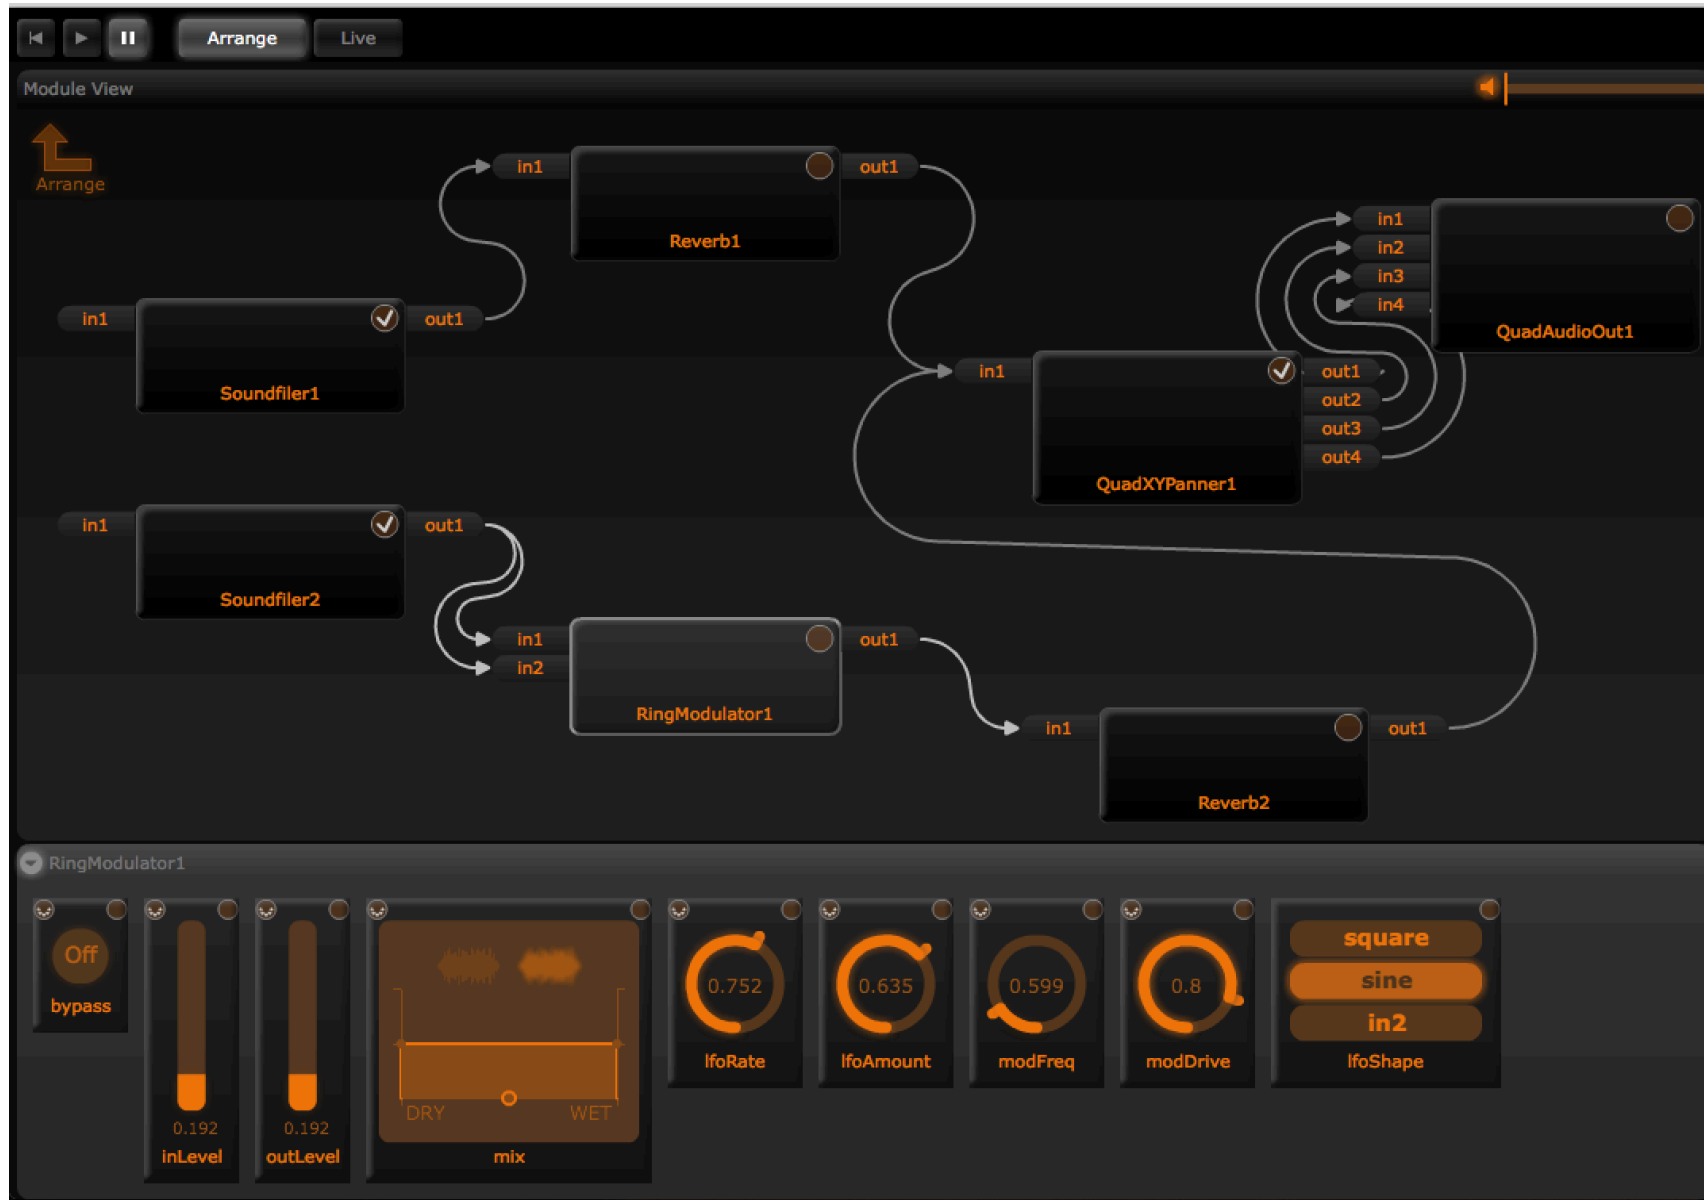 Arrange
Live
Module View
Arrange
in1
Reverb1
out1
in1
Soundfiler1
out1
in1
in2
in3
in4
QuadAudioOut1
in1
QuadXYPanner1
out1
out2
out3
out4
in1
Soundfiler2
out1
in1
in2
RingModulator1
out1
in1
Reverb2
out1
RingModulator1
Off
bypass
0.192
inLevel
0.192
outLevel
DRY
WET
mix
0.752
lfoRate
0.635
lfoAmount
0.599
modFreq
0.8
modDrive
square
sine
in2
lfoShape